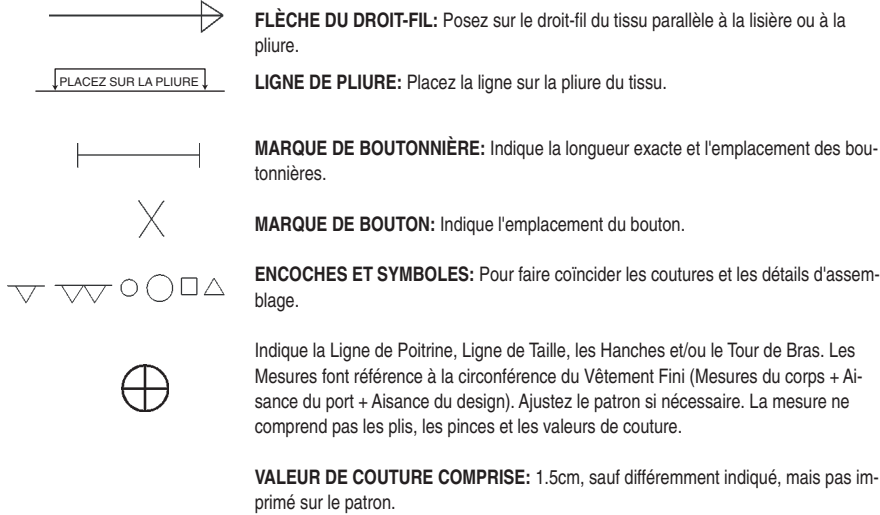 FLÈCHE DU DROIT-FIL: Posez sur le droit-fil du tissu parallèle à la lisière ou à la
pliure.
PLACEZ SUR LA PLIURE
LIGNE DE PLIURE: Placez la ligne sur la pliure du tissu.
MARQUE DE BOUTONNIÈRE: Indique la longueur exacte et l'emplacement des bou-
tonnières.
MARQUE DE BOUTON: Indique l'emplacement du bouton.
ENCOCHES ET SYMBOLES: Pour faire coïncider les coutures et les détails d'assem-
blage.
Indique la Ligne de Poitrine, Ligne de Taille, les Hanches et/ou le Tour de Bras. Les
Mesures font référence à la circonférence du Vêtement Fini (Mesures du corps + Ai-
sance du port + Aisance du design). Ajustez le patron si nécessaire. La mesure ne
comprend pas les plis, les pinces et les valeurs de couture.
VALEUR DE COUTURE COMPRISE: 1.5cm, sauf différemment indiqué, mais pas im-
primé sur le patron.